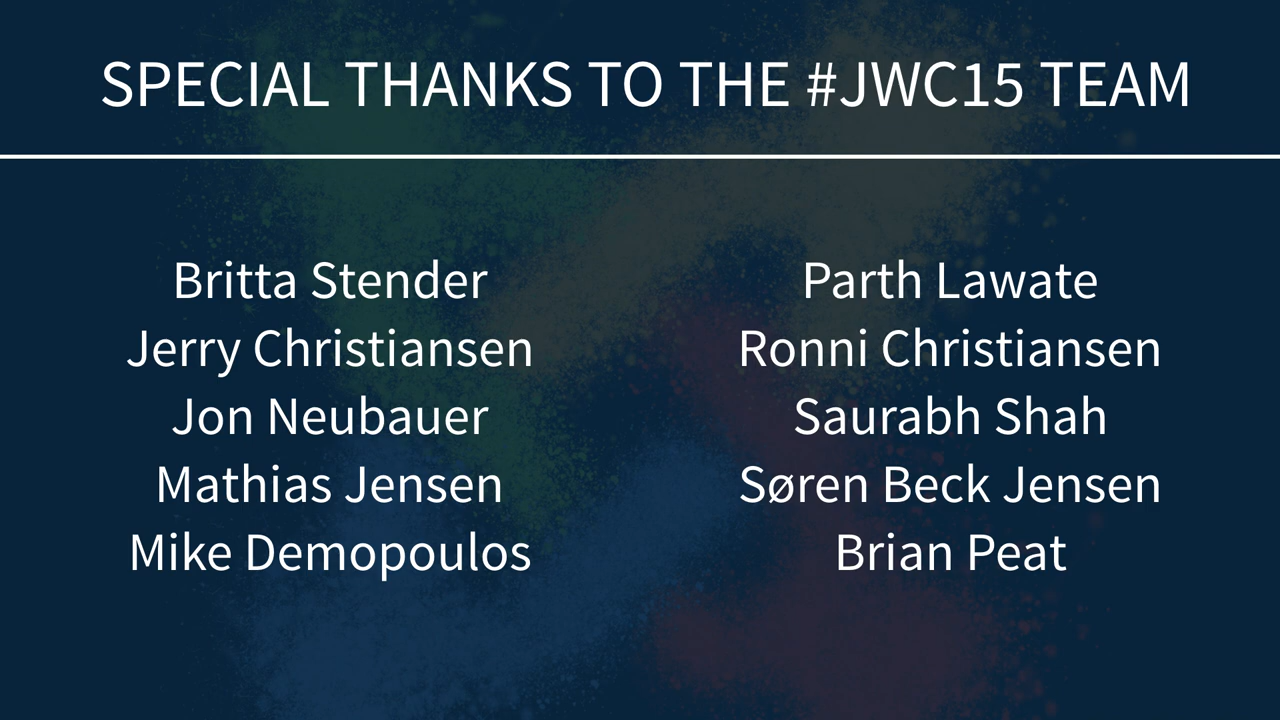 SPECIAL THANKS TO THE #JWC15 TEAM
Britta Stender
Jerry Christiansen
Jon Neubauer
Mathias Jensen
Mike Demopoulos
Parth Lawate
Ronni Christiansen
Saurabh Shah
Søren Beck Jensen
Brian Peat